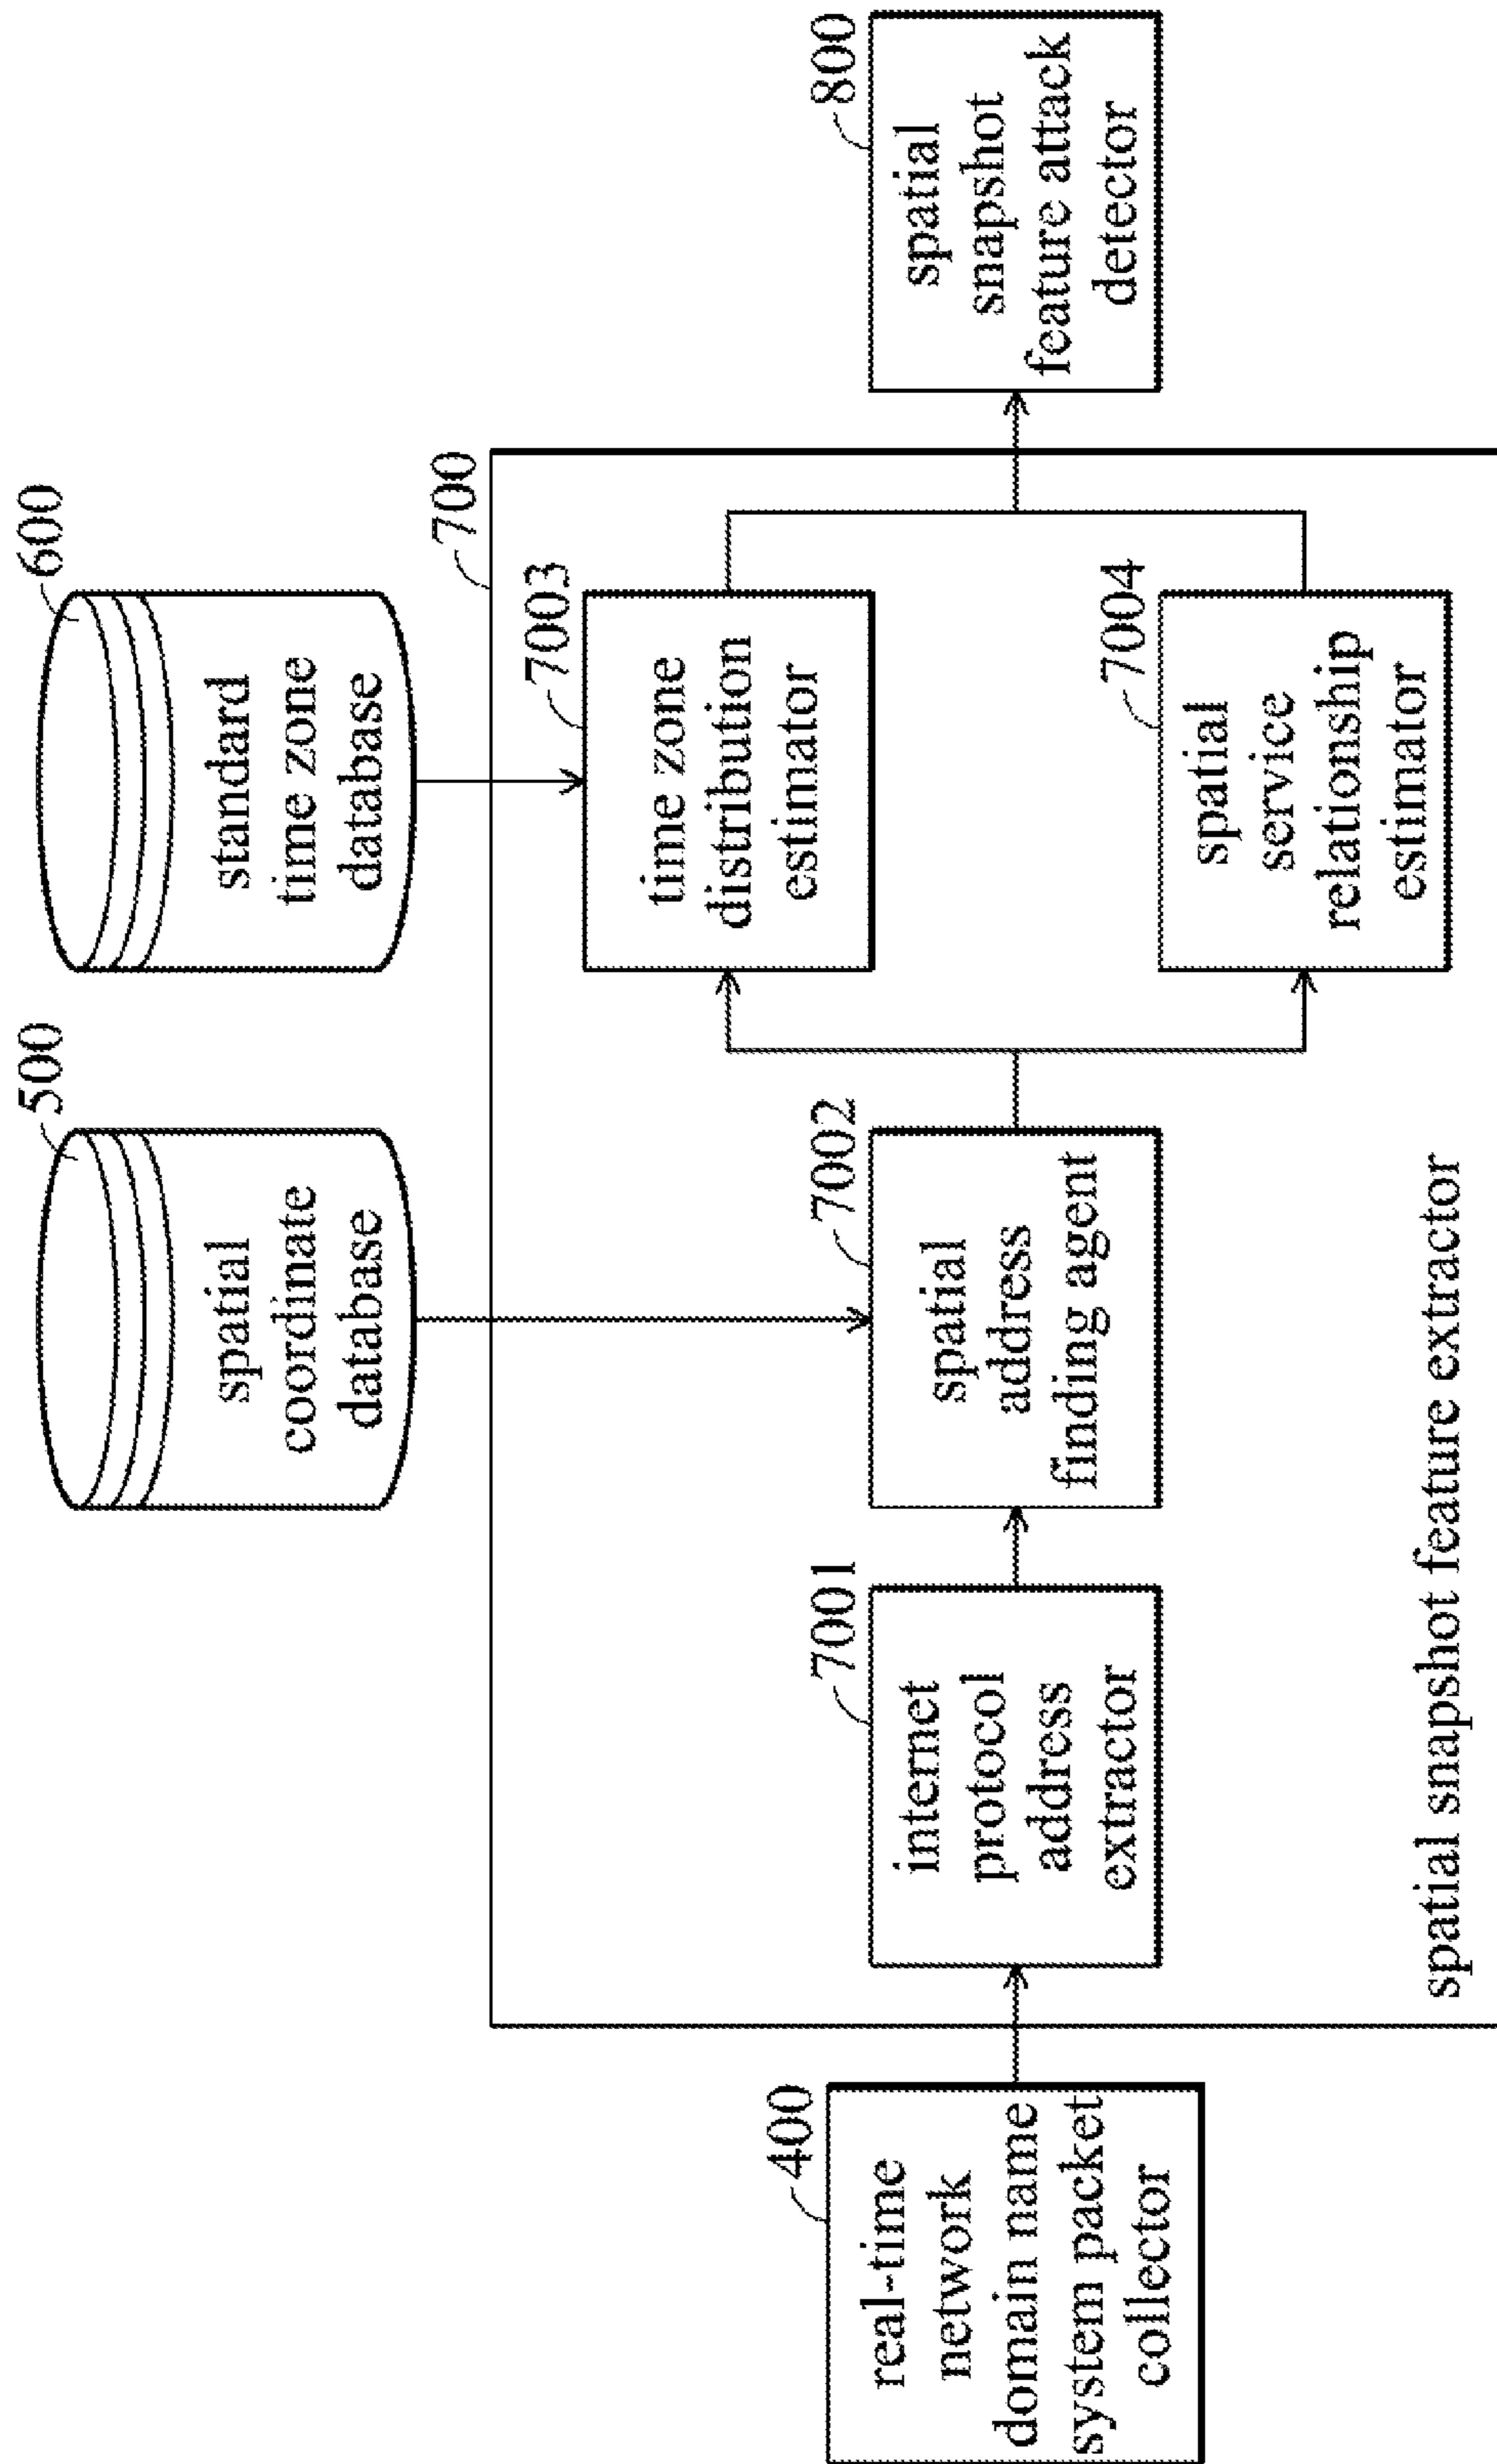 500
spatial
coordinate
database
600
standard
time zone
database
700
400
real-time
network
domain name
system packet
collector
7001
internet
protocol
address
extractor
7002
spatial
address
finding agent
7003
time zone
distribution
estimator
7004
spatial
service
relationship
estimator
800
spatial
snapshot
feature attack
detector
spatial snapshot feature extractor